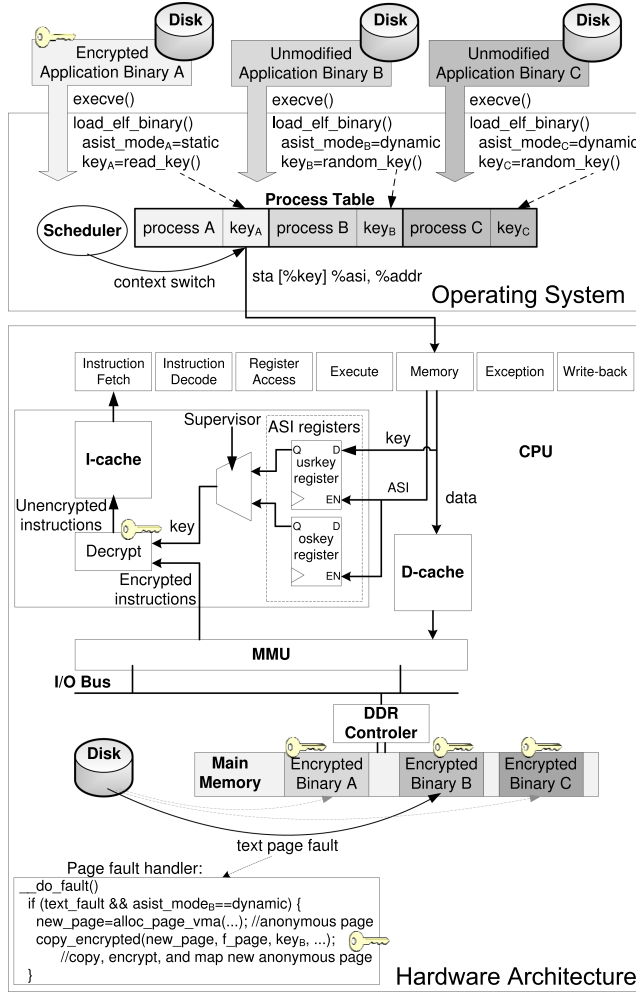 Disk
Disk
Disk
Encrypted
Application Binary A
Unmodified
Application Binary B
Unmodified
Application Binary C
execve()
load_elf_binary()
asist_modeA=static
keyA=read_key()
execve()
load_elf_binary()
asist_modeB=dynamic
keyB=random_key()
execve()
load_elf_binary()
asist_modeC=dynamic
keyC=random_key()
Process Table
Scheduler
process A
keyA
process B
keyB
process C
keyC
context switch
sta [%key] %asi, %addr
Operating System
Instruction
Fetch
Instruction
Decode
Register
Access
Execute
Memory
Exception
Write-back
Supervisor
ASI registers
key
CPU
I-cache
Q
D
usrkey
register
EN
ASI
data
Unencrypted
instructions
key
Q
D
oskey
register
EN
Decrypt
D-cache
Encrypted
instructions
MMU
I/O Bus
DDR
Controler
Disk
Main
Memory
Encrypted
Binary A
Encrypted
Binary B
Encrypted
Binary C
text page fault
Page fault handler:
__do_fault()
if (text_fault && asist_modeB==dynamic) {
new_page=alloc_page_vma(...); //anonymous page
copy_encrypted(new_page, f_page, keyB, ...);
//copy, encrypt, and map new anonymous page
}
Hardware Architecture